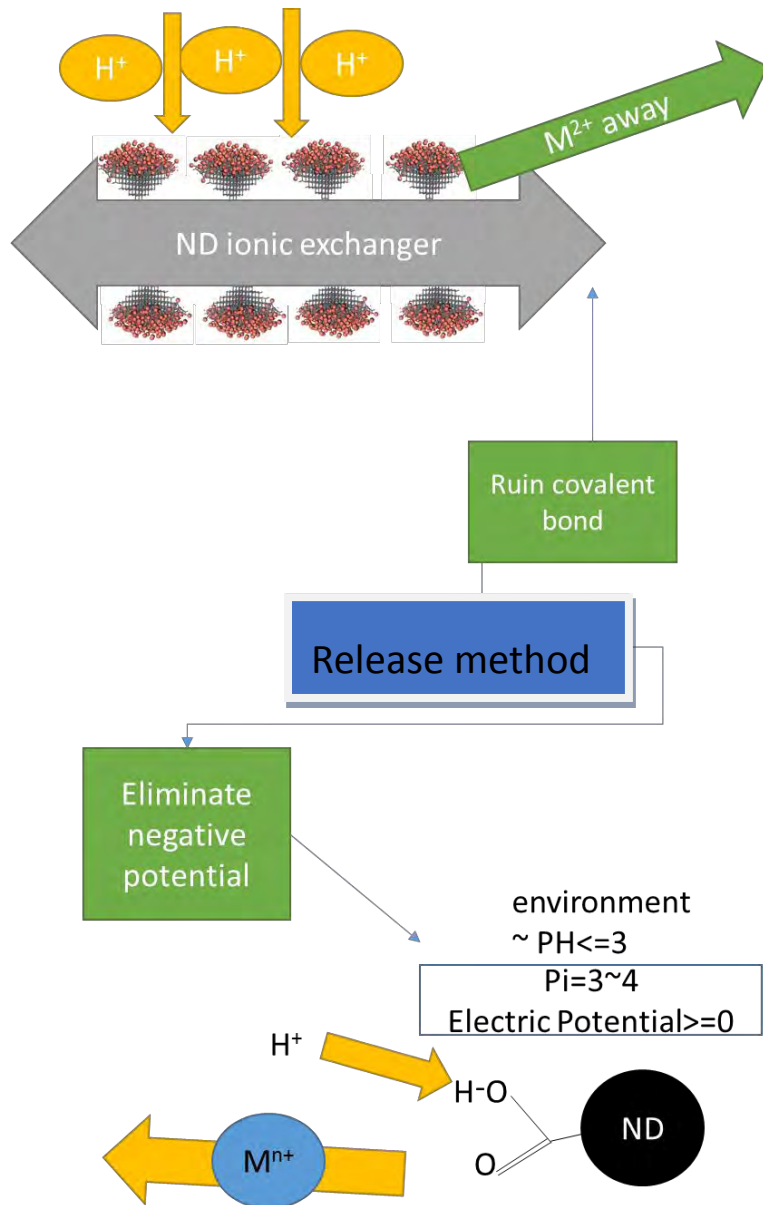 H⁺
H⁺
H⁺
M²⁺ away
ND ionic exchanger
Ruin covalent
bond
Release method
Eliminate
negative
potential
environment
~ PH<=3
Pi=3~4
Electric Potential>=0
H⁺
H-O
O
ND
Mⁿ⁺